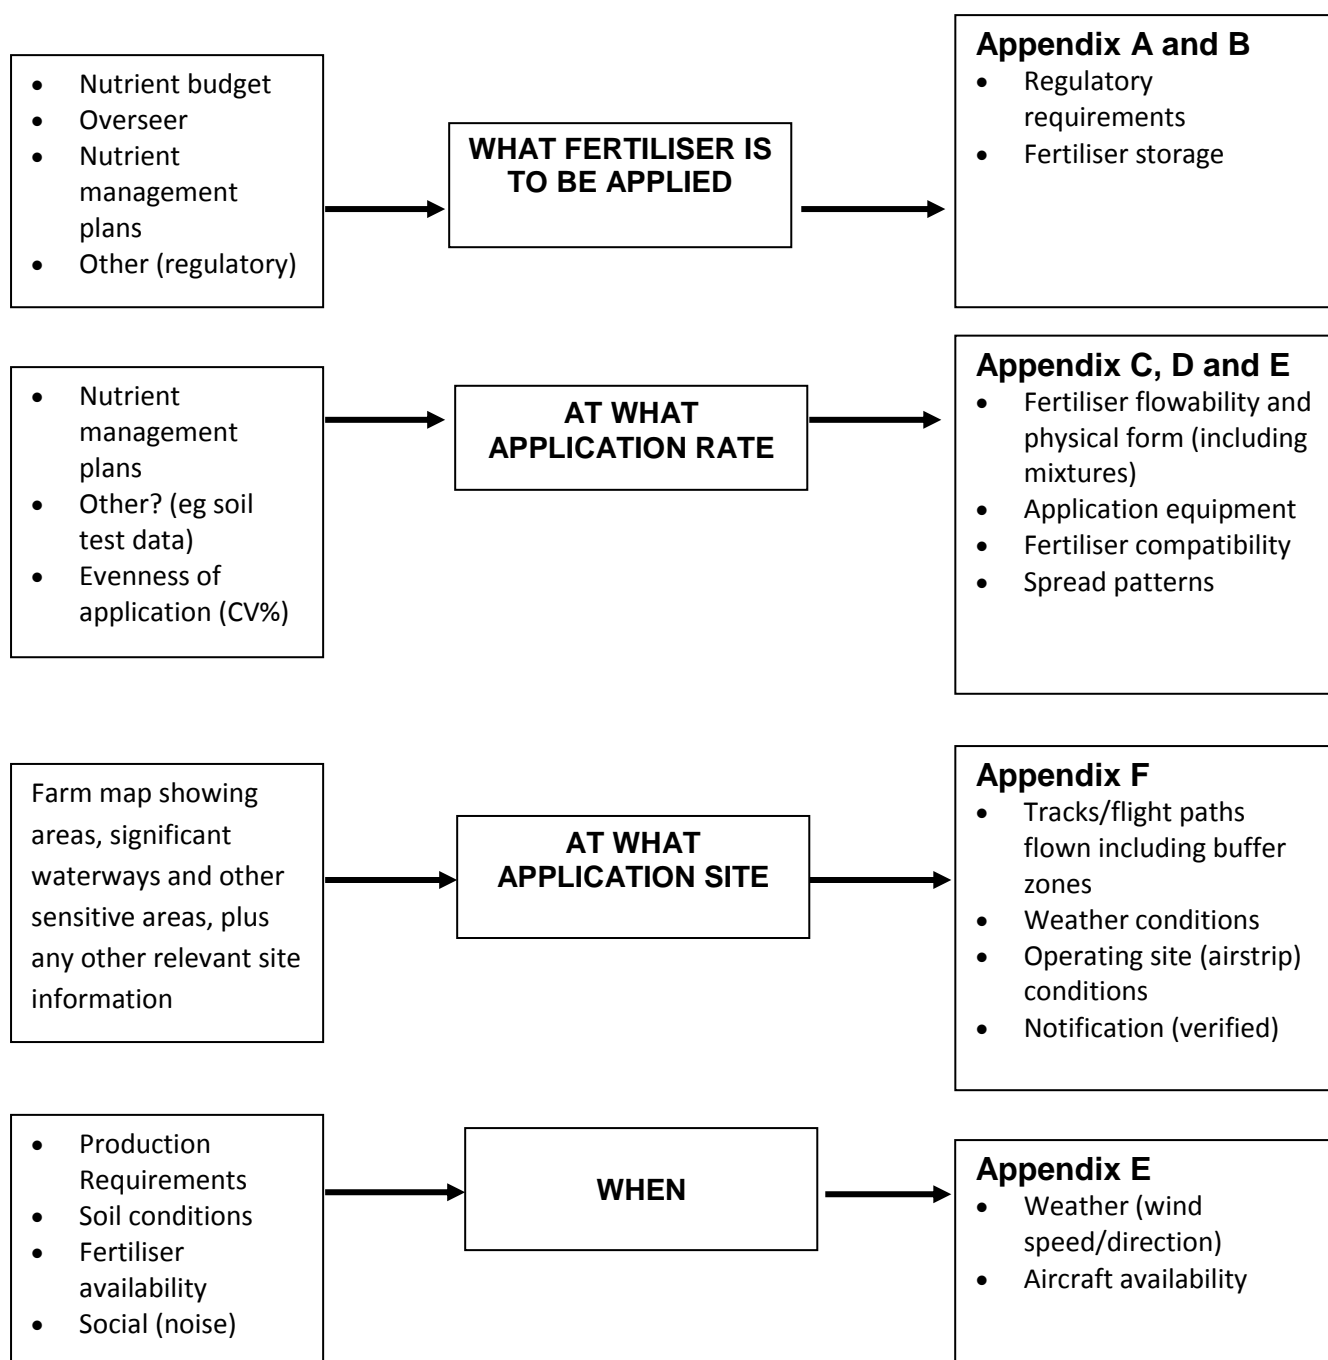 • Nutrient budget
• Overseer
• Nutrient
management
plans
• Other (regulatory)
WHAT FERTILISER IS
TO BE APPLIED
Appendix A and B
• Regulatory
requirements
• Fertiliser storage
• Nutrient
management
plans
• Other? (eg soil
test data)
• Evenness of
application (CV%)
AT WHAT
APPLICATION RATE
Appendix C, D and E
• Fertiliser flowability and
physical form (including
mixtures)
• Application equipment
• Fertiliser compatibility
• Spread patterns
Farm map showing
areas, significant
waterways and other
sensitive areas, plus
any other relevant site
information
AT WHAT
APPLICATION SITE
Appendix F
• Tracks/flight paths
flown including buffer
zones
• Weather conditions
• Operating site (airstrip)
conditions
• Notification (verified)
• Production
Requirements
• Soil conditions
• Fertiliser
availability
• Social (noise)
WHEN
Appendix E
• Weather (wind
speed/direction)
• Aircraft availability